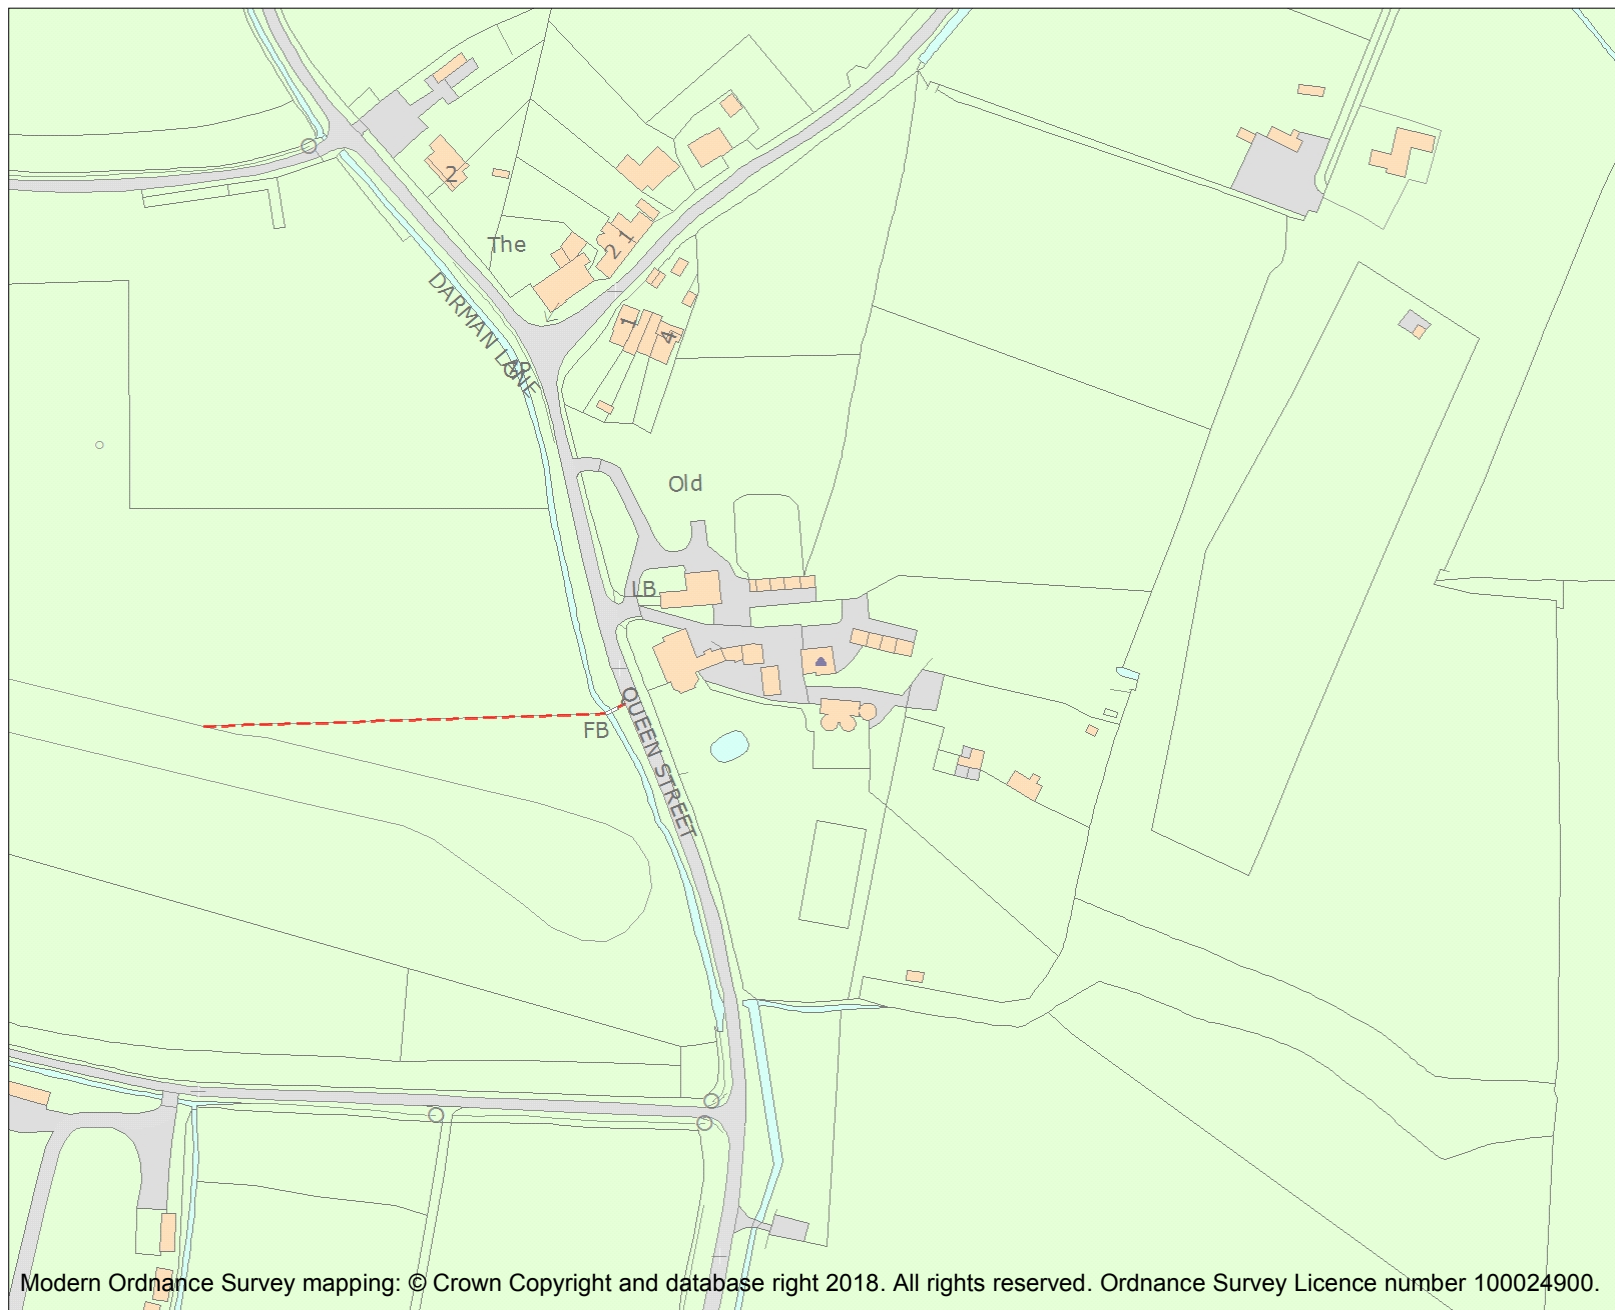 2
The
1
2
DARMAN LANE
1
4
Old
LB
QUEEN STREET
FB
Modern Ordnance Survey mapping: © Crown Copyright and database right 2018. All rights reserved. Ordnance Survey Licence number 100024900.